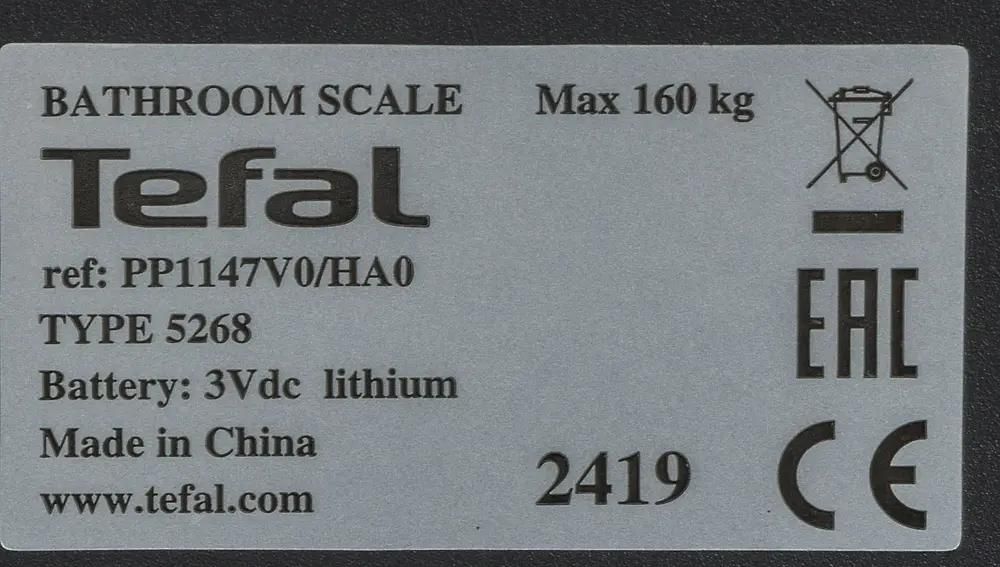 BATHROOM SCALE
Max 160 kg
Tefal
ref: PP1147V0/HA0
TYPE 5268
Battery: 3Vdc lithium
Made in China
www.tefal.com
2419
EAC
CE